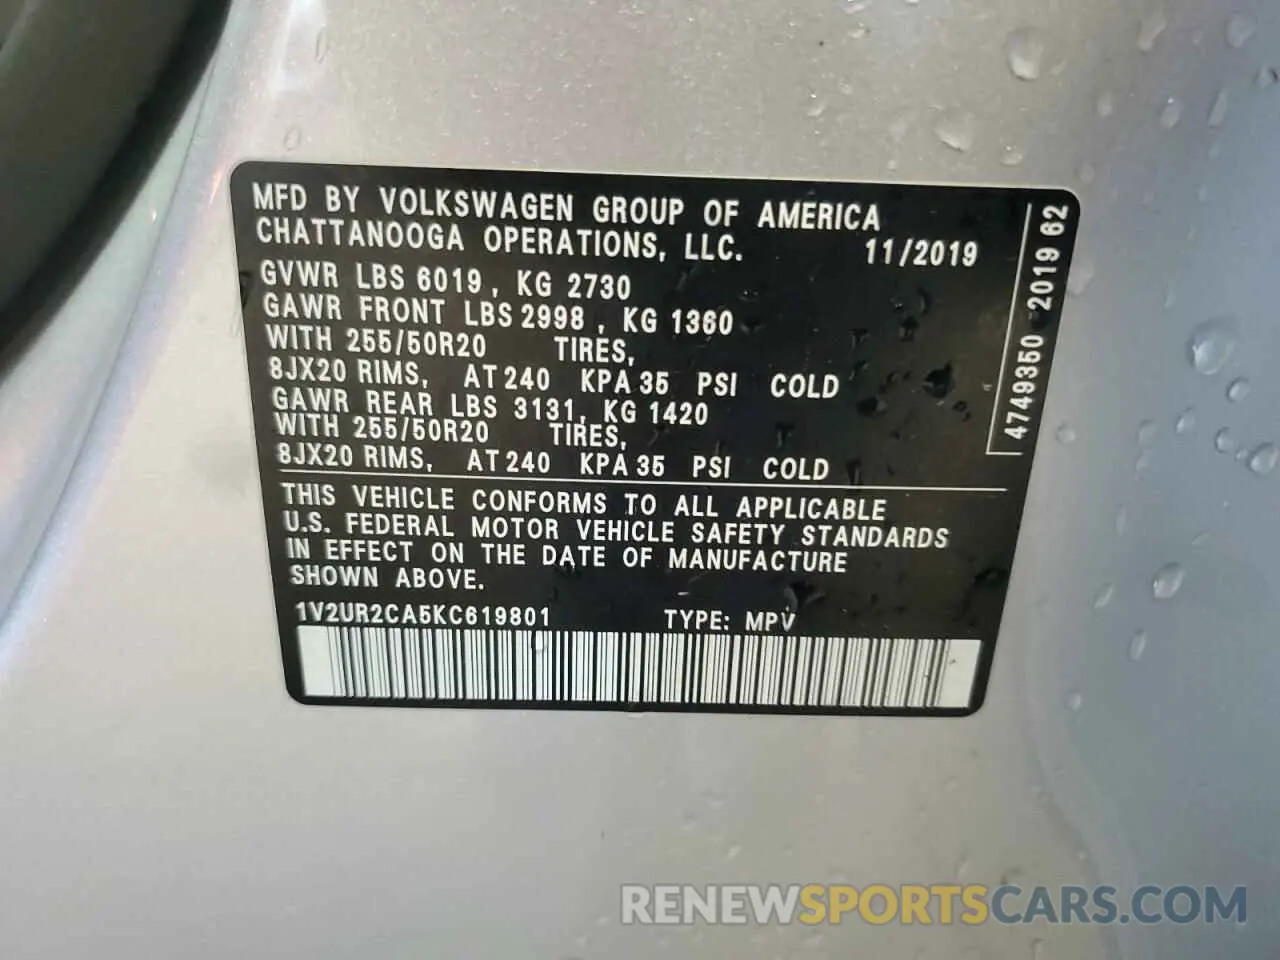 MFD BY VOLKSWAGEN GROUP OF AMERICA
CHATTANOOGA OPERATIONS, LLC. 11/2019
GVWR LBS 6019, KG 2730
GAWR FRONT LBS 2998, KG 1360
WITH 255/50R20 TIRES,
8JX20 RIMS, AT 240 KPA 35 PSI COLD
GAWR REAR LBS 3131, KG 1420
WITH 255/50R20 TIRES,
8JX20 RIMS, AT 240 KPA 35 PSI COLD
THIS VEHICLE CONFORMS TO ALL APPLICABLE
U.S. FEDERAL MOTOR VEHICLE SAFETY STANDARDS
IN EFFECT ON THE DATE OF MANUFACTURE
SHOWN ABOVE.
1V2UR2CA5KC619801 TYPE: MPV
4749350 2019 62
RENEWSPORTSCARS.COM